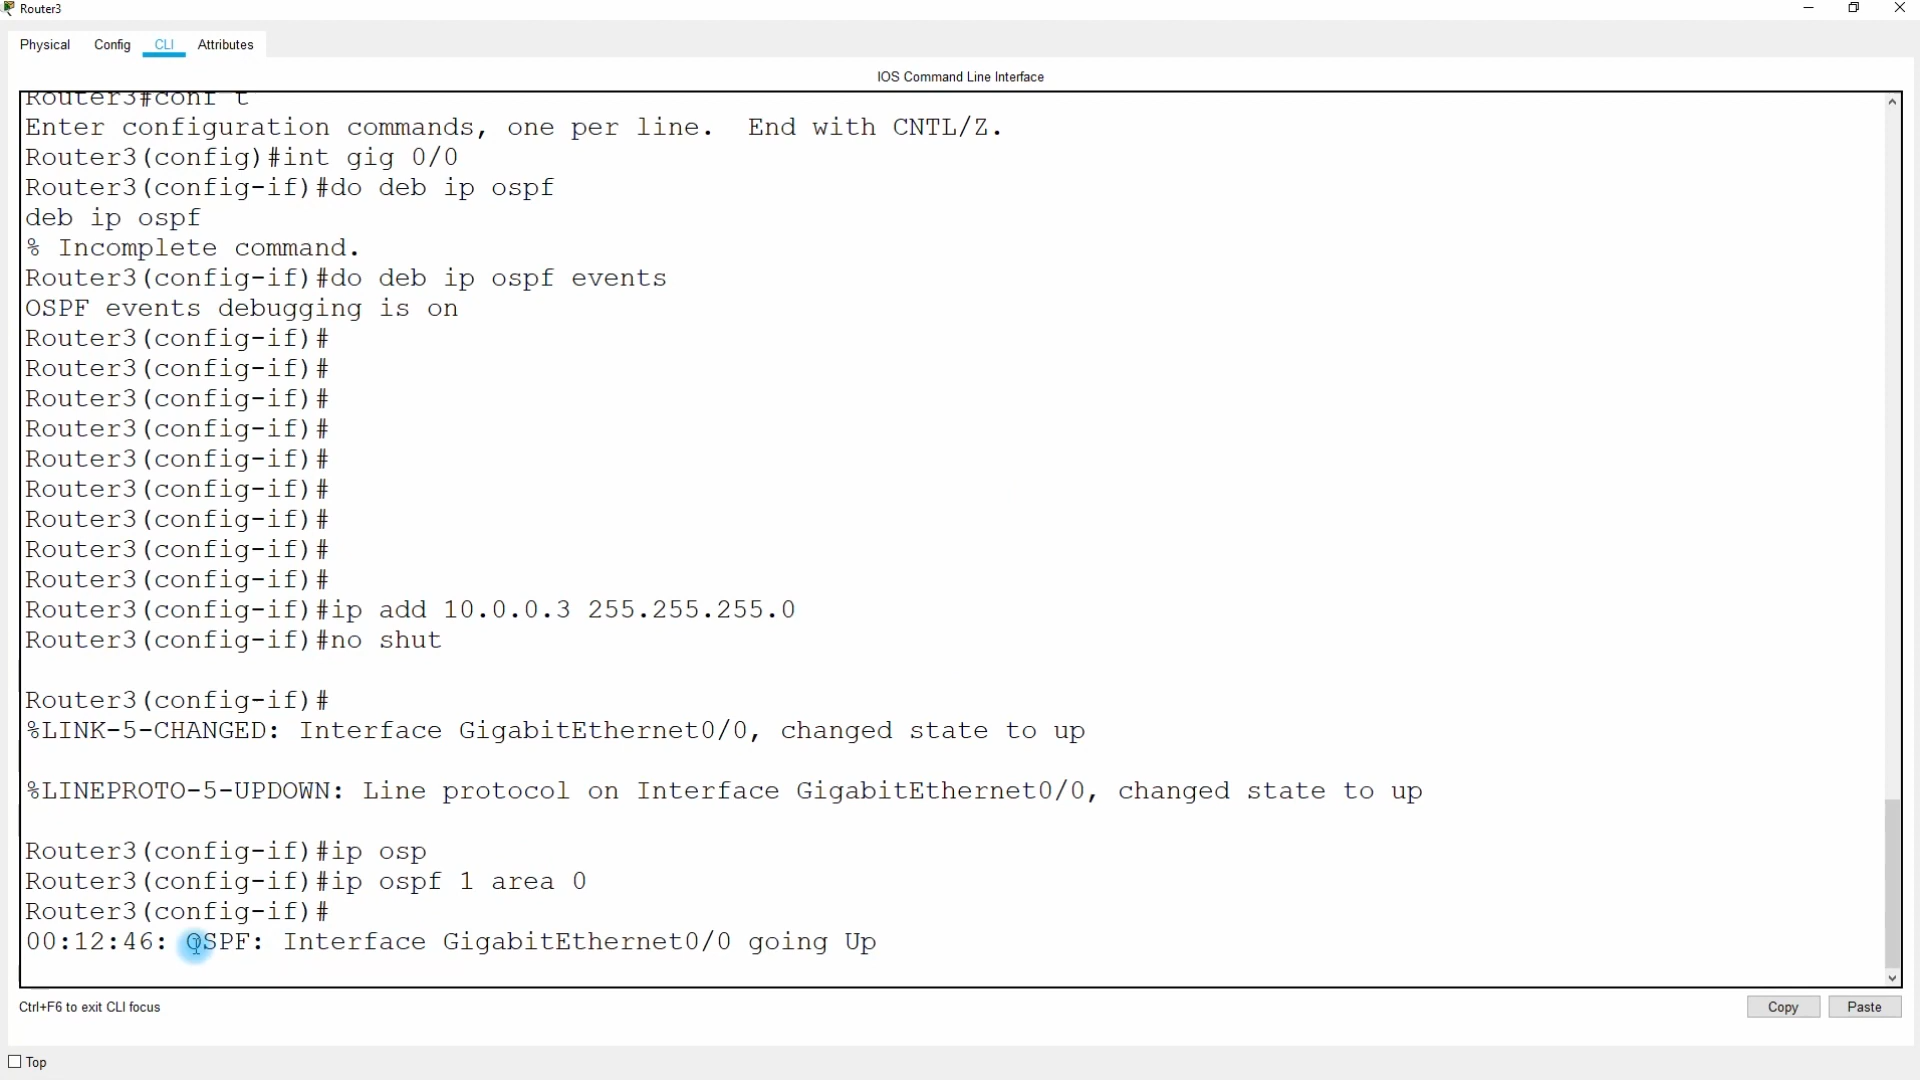 Router3
Physical Config CLI Attributes
IOS Command Line Interface
Router3#conf t
Enter configuration commands, one per line.  End with CNTL/Z.
Router3(config)#int gig 0/0
Router3(config-if)#do deb ip ospf
deb ip ospf
% Incomplete command.
Router3(config-if)#do deb ip ospf events
OSPF events debugging is on
Router3(config-if)#
Router3(config-if)#
Router3(config-if)#
Router3(config-if)#
Router3(config-if)#
Router3(config-if)#
Router3(config-if)#
Router3(config-if)#
Router3(config-if)#
Router3(config-if)#ip add 10.0.0.3 255.255.255.0
Router3(config-if)#no shut
Router3(config-if)#
%LINK-5-CHANGED: Interface GigabitEthernet0/0, changed state to up
%LINEPROTO-5-UPDOWN: Line protocol on Interface GigabitEthernet0/0, changed state to up
Router3(config-if)#ip osp
Router3(config-if)#ip ospf 1 area 0
Router3(config-if)#
00:12:46: OSPF: Interface GigabitEthernet0/0 going Up
Ctrl+F6 to exit CLI focus
Copy Paste
Top